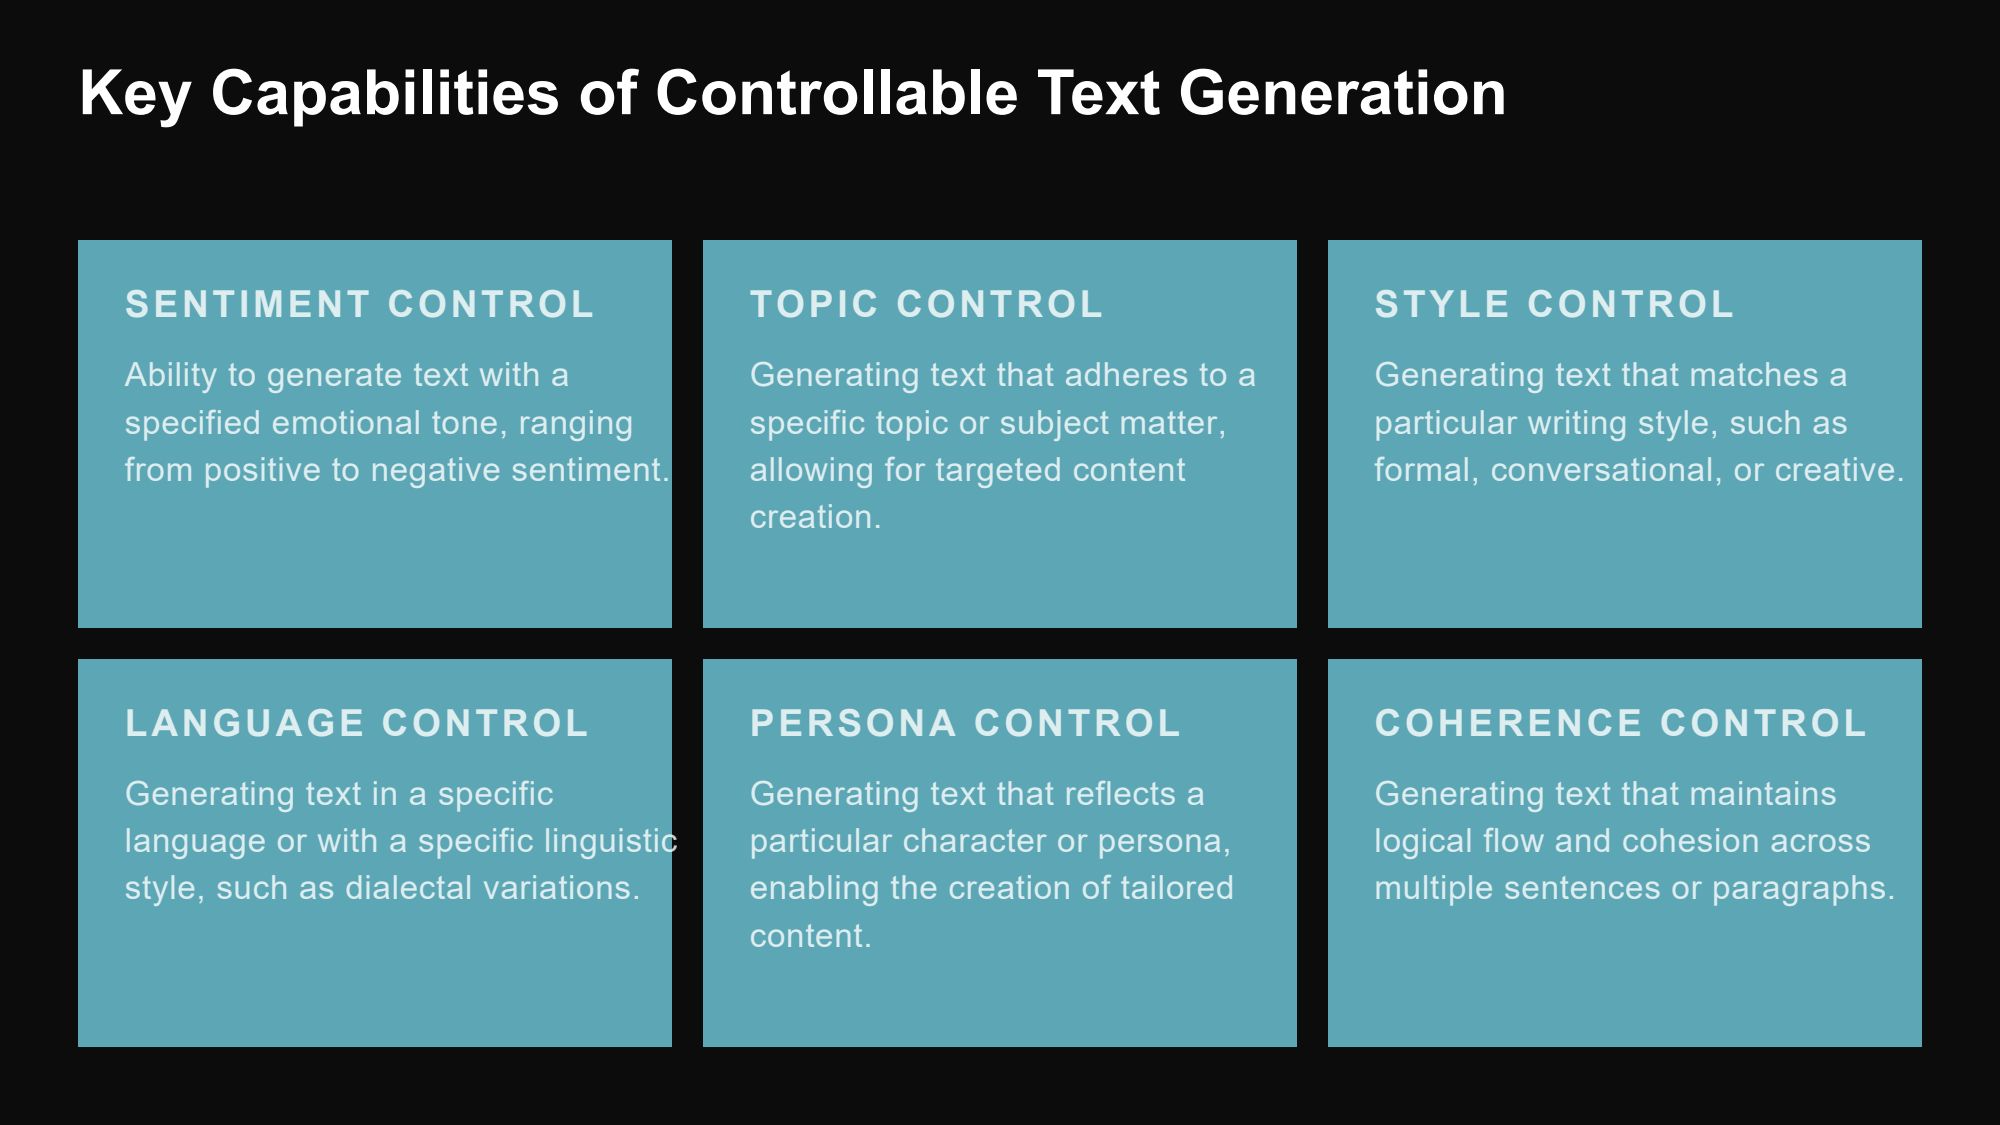 Key Capabilities of Controllable Text Generation
SENTIMENT CONTROL
Ability to generate text with a
specified emotional tone, ranging
from positive to negative sentiment.
TOPIC CONTROL
Generating text that adheres to a
specific topic or subject matter,
allowing for targeted content
creation.
STYLE CONTROL
Generating text that matches a
particular writing style, such as
formal, conversational, or creative.
LANGUAGE CONTROL
Generating text in a specific
language or with a specific linguistic
style, such as dialectal variations.
PERSONA CONTROL
Generating text that reflects a
particular character or persona,
enabling the creation of tailored
content.
COHERENCE CONTROL
Generating text that maintains
logical flow and cohesion across
multiple sentences or paragraphs.